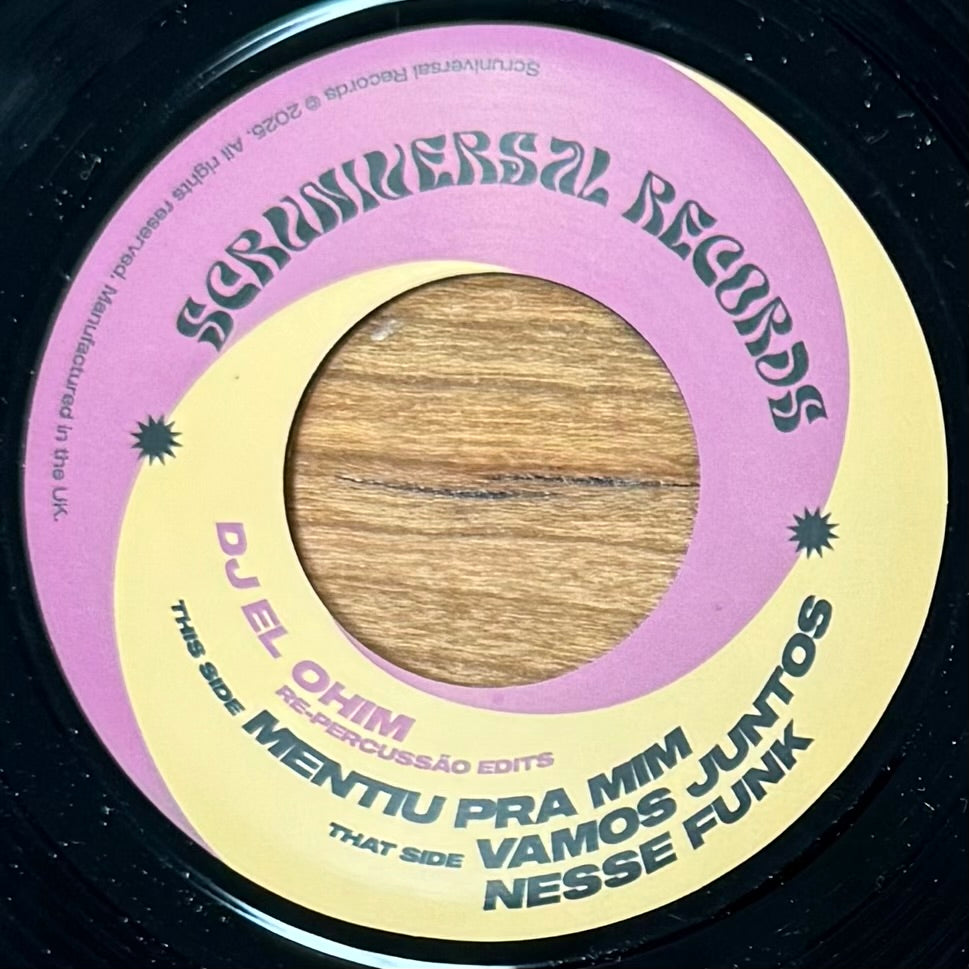 Scruniversal Records © 2025. All rights reserved. Manufactured in the UK.
SCRUNIVERSAL RECORDS
DJ EL OHIM
RE-PERCUSSÃO EDITS
THIS SIDE MENTIU PRA MIM
THAT SIDE VAMOS JUNTOS
NESSE FUNK